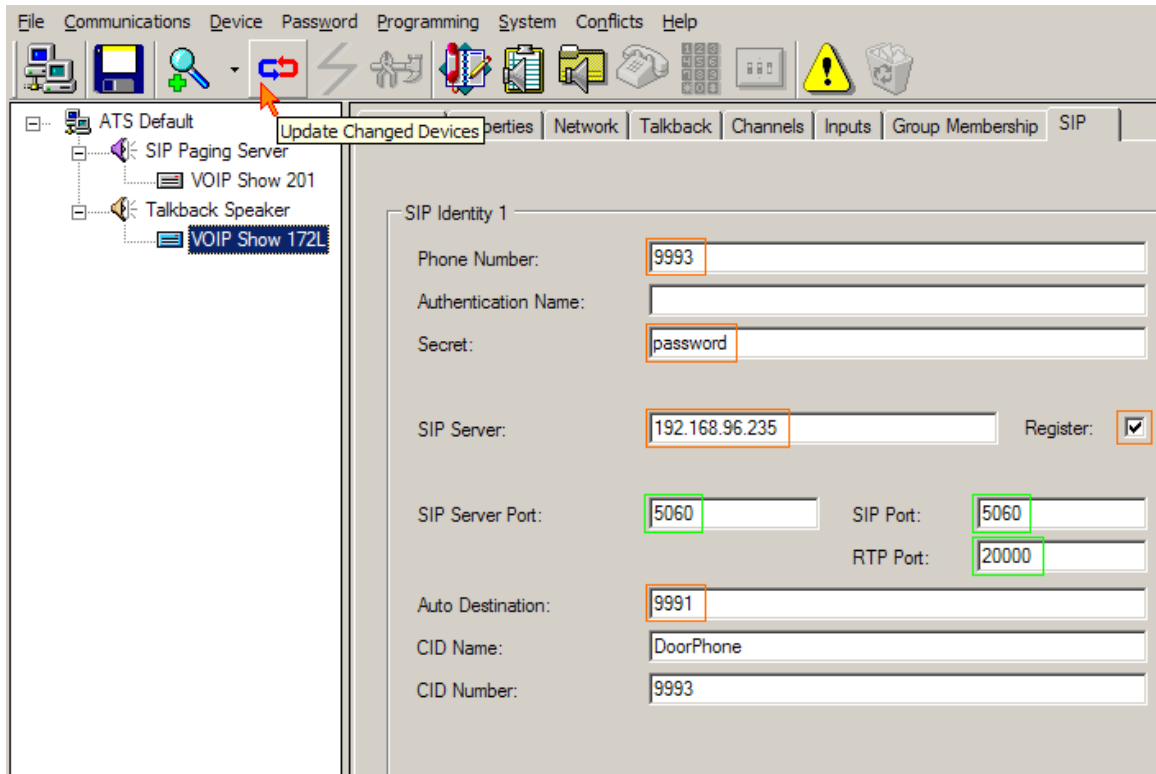 File Communications Device Password Programming System Conflicts Help
ATS Default
SIP Paging Server
VOIP Show 201
Talkback Speaker
VOIP Show 172L
Update Changed Devices
Network Talkback Channels Inputs Group Membership SIP
SIP Identity 1
Phone Number: 9993
Authentication Name:
Secret: password
SIP Server: 192.168.96.235 Register:
SIP Server Port: 5060 SIP Port: 5060
RTP Port: 20000
Auto Destination: 9991
CID Name: DoorPhone
CID Number: 9993